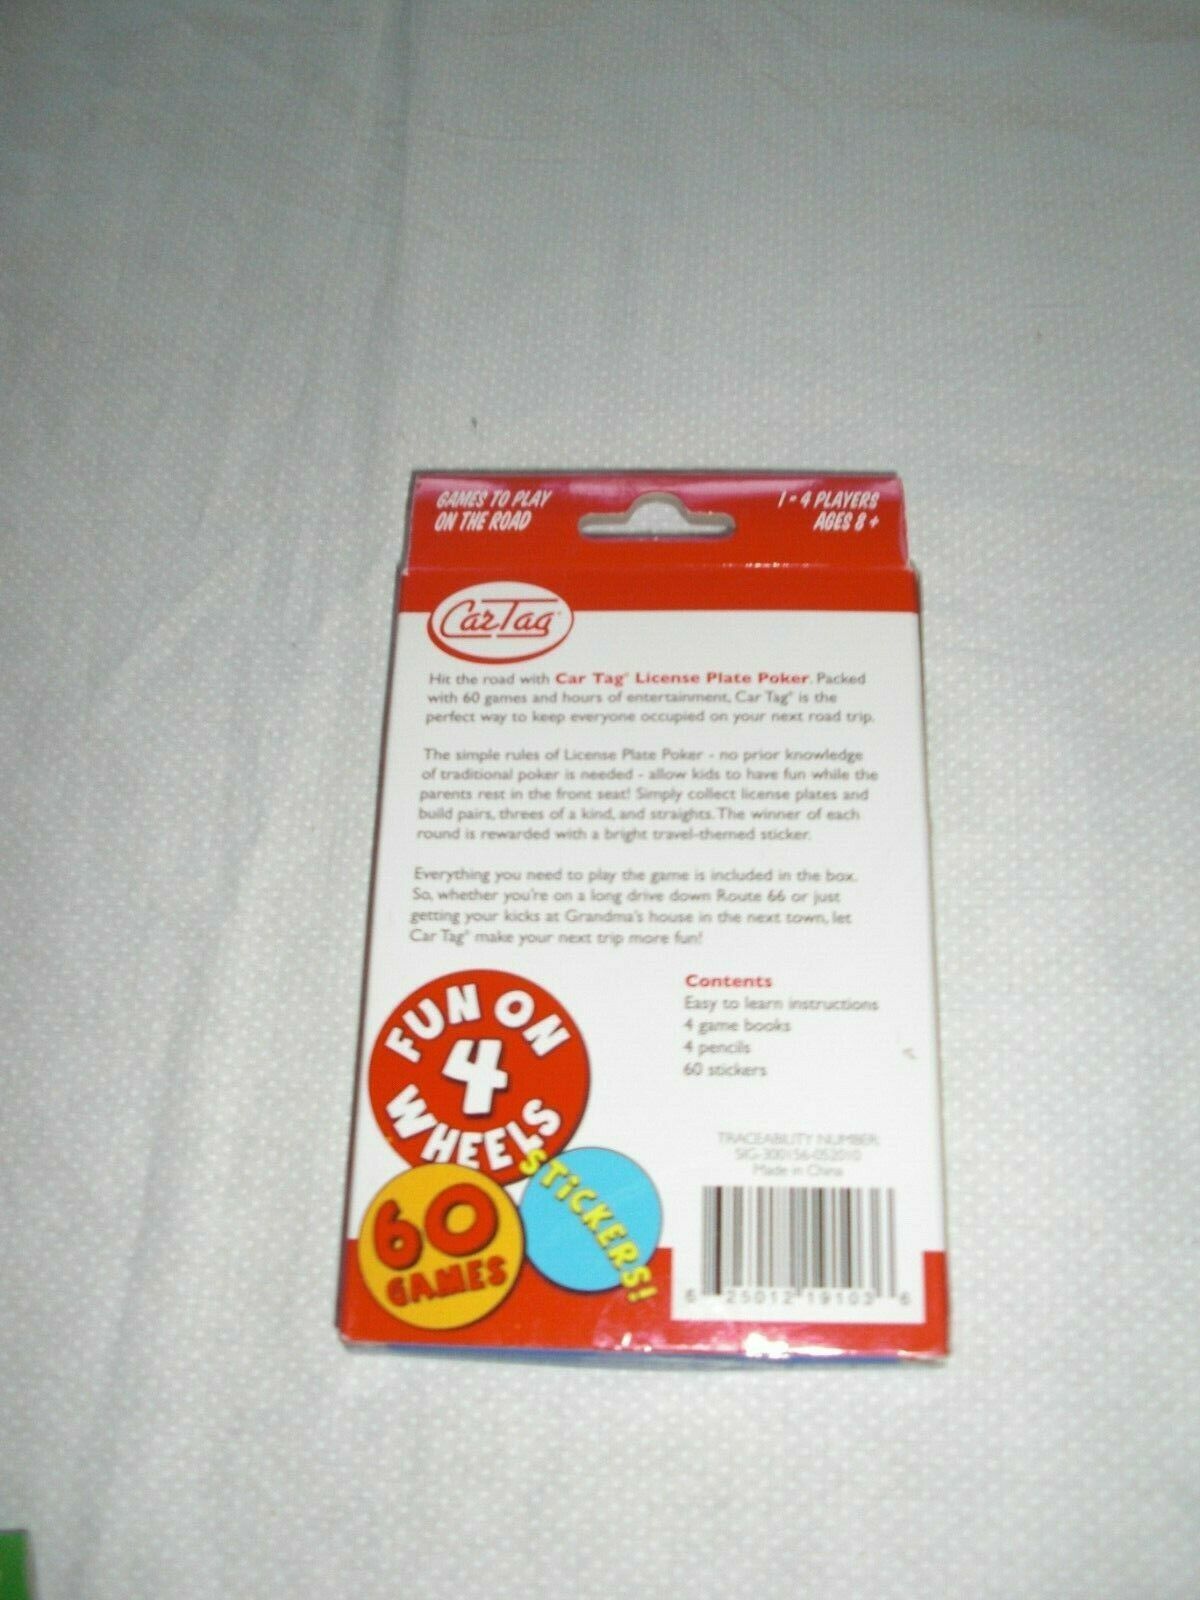 GAMES TO PLAY
ON THE ROAD
1 - 4 PLAYERS
AGES 8 +
Car Tag®
Hit the road with Car Tag® License Plate Poker. Packed
with 60 games and hours of entertainment, Car Tag® is the
perfect way to keep everyone occupied on your next road trip.
The simple rules of License Plate Poker - no prior knowledge
of traditional poker is needed - allow kids to have fun while the
parents rest in the front seat! Simply collect license plates and
build pairs, threes of a kind, and straights. The winner of each
round is rewarded with a bright travel-themed sticker.
Everything you need to play the game is included in the box.
So, whether you're on a long drive down Route 66 or just
getting your kicks at Grandma's house in the next town, let
Car Tag® make your next trip more fun!
FUN ON
4
WHEELS
STiCKERS!
60
GAMES
Contents
Easy to learn instructions
4 game books
4 pencils
60 stickers
TRACEABILITY NUMBER:
SIG-300156-052010
Made in China
6 25012 19103 6